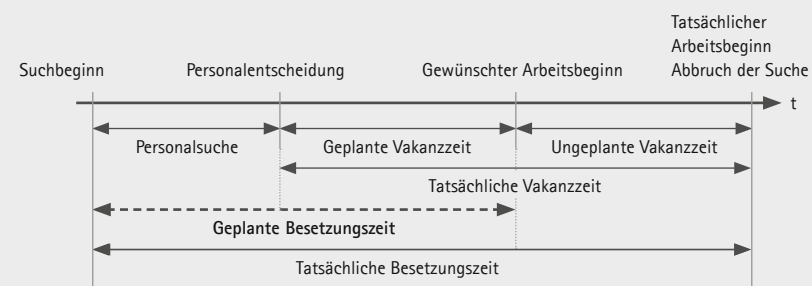 Tatsächlicher
Arbeitsbeginn
Suchbeginn Personalentscheidung Gewünschter Arbeitsbeginn Abbruch der Suche
t
Personalsuche Geplante Vakanzzeit Ungeplante Vakanzzeit
Tatsächliche Vakanzzeit
Geplante Besetzungszeit
Tatsächliche Besetzungszeit